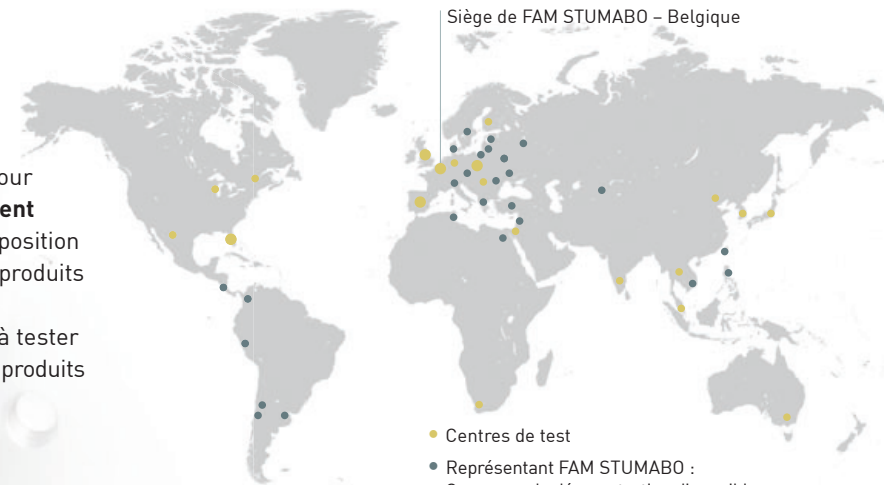 Siège de FAM STUMABO – Belgique
our
ent
position
produits
à tester
produits
Centres de test
Représentant FAM STUMABO :